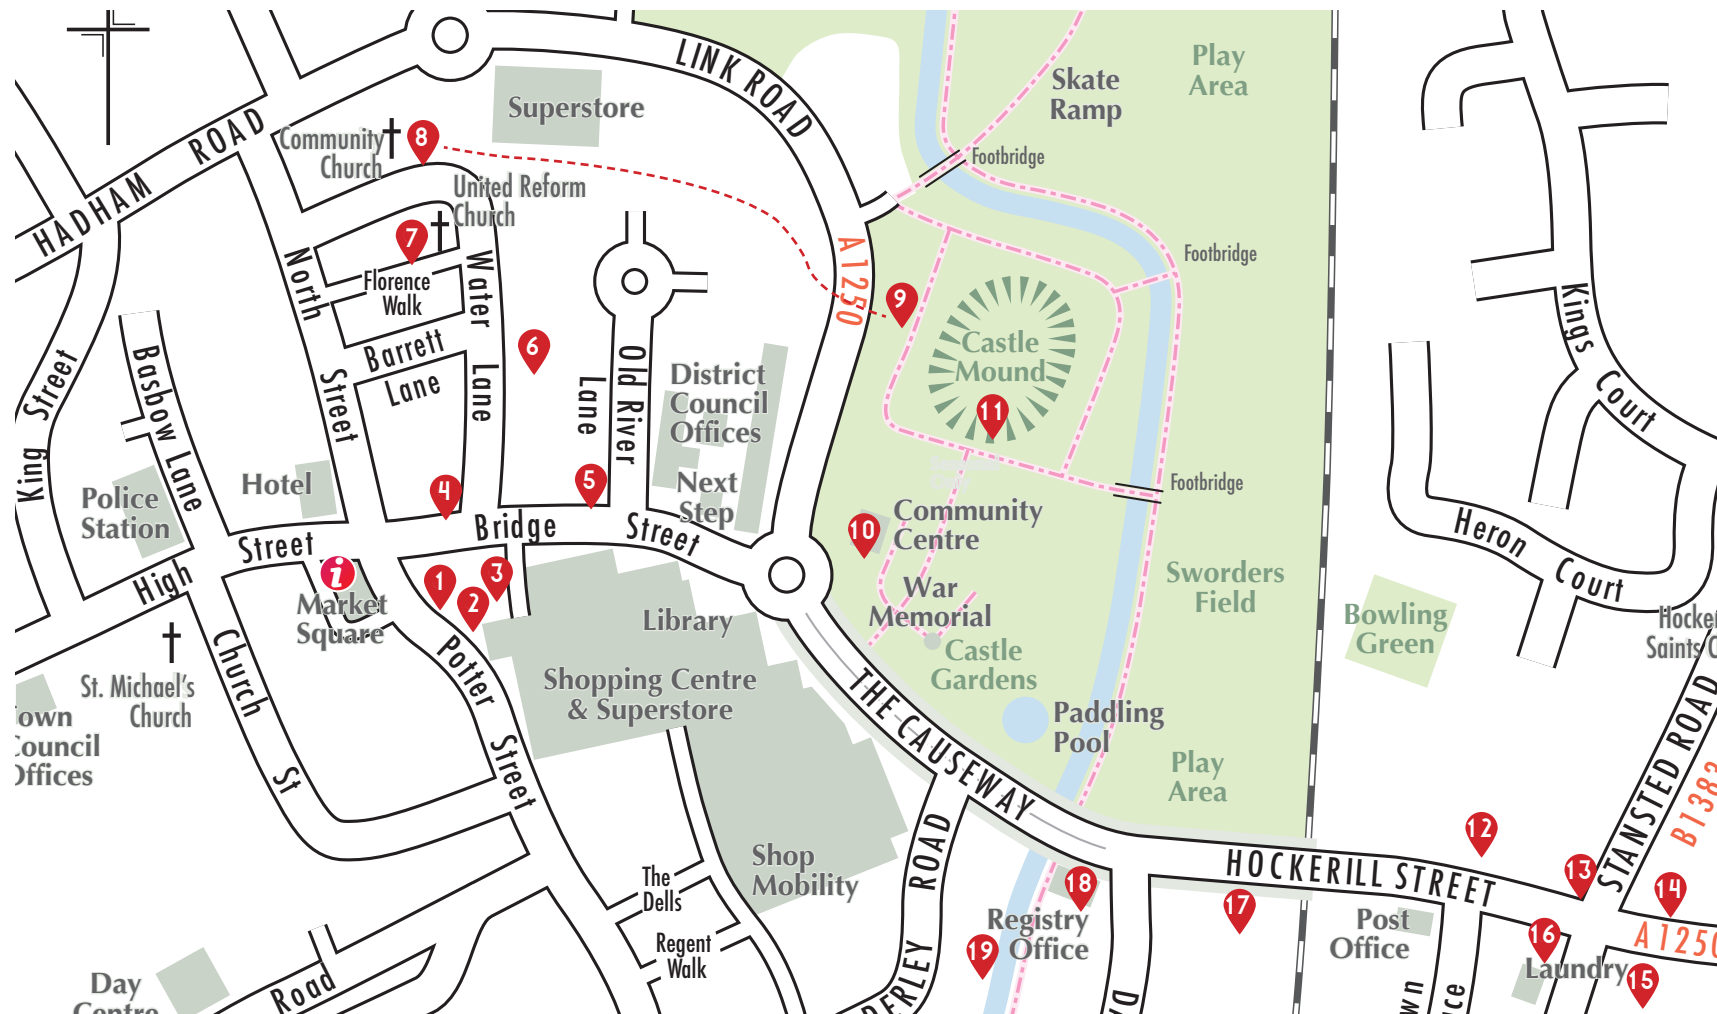 LINK ROAD
Play
Area
Skate
Ramp
Superstore
HADHAM ROAD
Community
Church
8
Footbridge
United Reform
Church
7
Florence
Walk
North
Street
Water
Lane
A1250
Footbridge
9
Castle
Mound
11
Kings
Court
King Street
Basbow Lane
Barrett
Lane
6
Old River
Lane
District
Council
Offices
Next
Step
Hotel
4
5
Police
Station
Footbridge
Community
Centre
10
Heron
Court
High
Street
Bridge
Street
i
Market
Square
1
2
3
Library
War
Memorial
Sworders
Field
Bowling
Green
Castle
Gardens
St. Michael's
Church
Church
St
Potter
Street
Shopping Centre
& Superstore
THE CAUSEWAY
Paddling
Pool
Play
Area
Council
STANSTED ROAD
B1383
Shop
Mobility
ROAD
The
Dells
Regent
Walk
HOCKERILL STREET
12
13
14
A1250
18
17
Registry
Office
19
Post
Office
16
Laundry
15
Day
Centre
Road